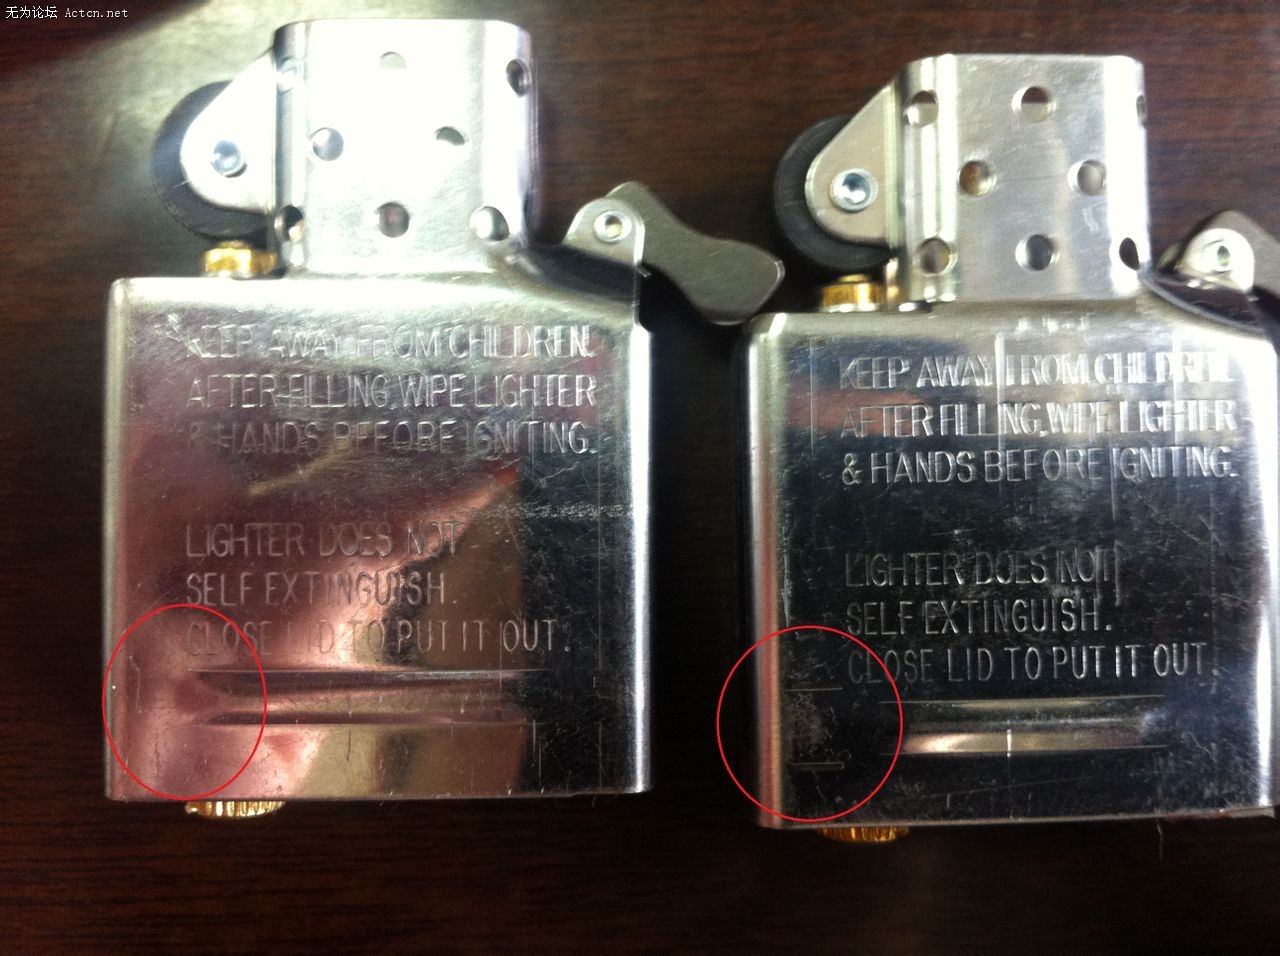 无为论坛 Actcn.net
KEEP AWAY FROM CHILDREN.
AFTER FILLING, WIPE LIGHTER
& HANDS BEFORE IGNITING.
LIGHTER DOES NOT
SELF EXTINGUISH.
CLOSE LID TO PUT IT OUT.
KEEP AWAY FROM CHILDREN.
AFTER FILLING, WIPE LIGHTER
& HANDS BEFORE IGNITING.
LIGHTER DOES NOT
SELF EXTINGUISH.
CLOSE LID TO PUT IT OUT.